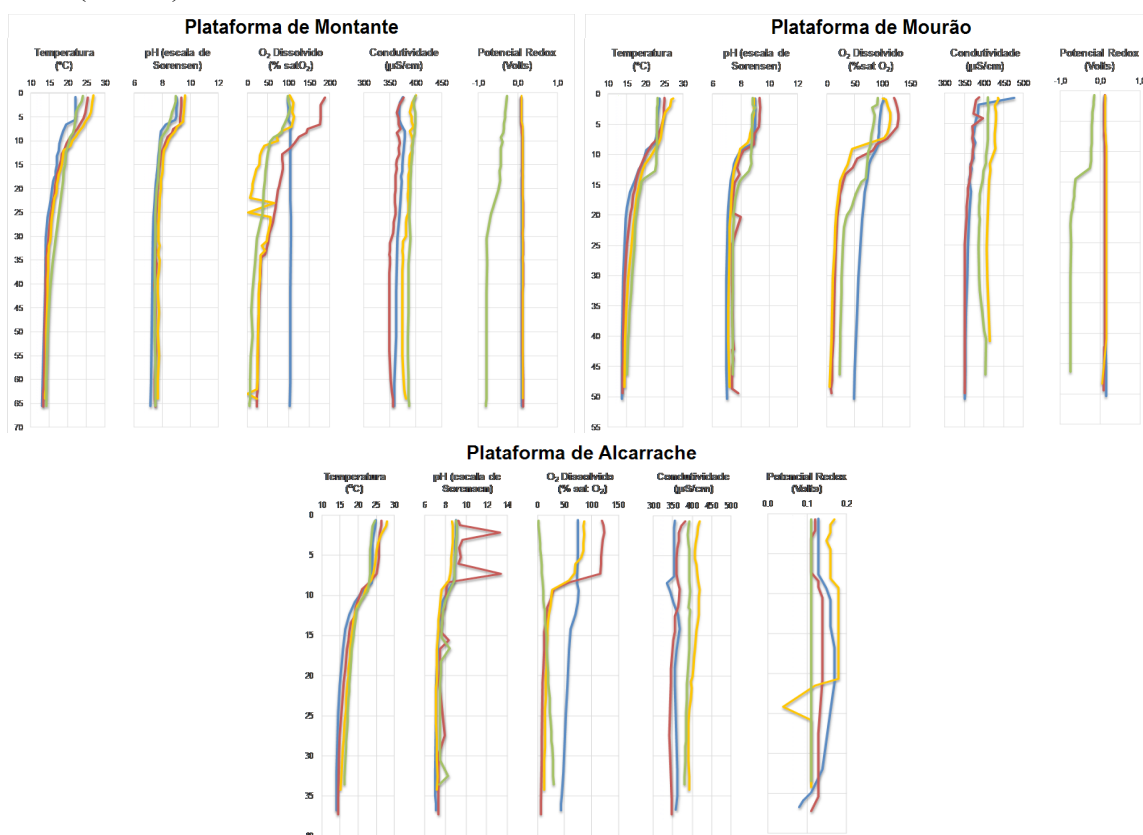 Plataforma de Montante
Temperatura
(ºC)
10 15 20 25 30
pH (escala de
Sorensen)
6 8 10 12
O₂ Dissolvido
(% satO₂)
0 50 100 150 200
Condutividade
(µS/cm)
300 350 400 450
Potencial Redox
(Volts)
-1,0 0,0 1,0
0
5
10
15
20
25
30
35
40
45
50
55
60
65
70
Plataforma de Mourão
Temperatura
(ºC)
10 15 20 25 30
pH (escala de
Sorensen)
6 8 10 12
O₂ Dissolvido
(%sat O₂)
0 50 100 150
Condutividade
(µS/cm)
300 350 400 450 500
Potencial Redox
(Volts)
-1,0 0,0 1,0
0
5
10
15
20
25
30
35
40
45
50
55
Plataforma de Alcarrache
Temperatura
(ºC)
10 15 20 25 30
pH (escala de
Sorensen)
6 8 10 12 14
O₂ Dissolvido
(% sat O₂)
0 50 100 150
Condutividade
(µS/cm)
300 350 400 450 500
Potencial Redox
(Volts)
0,0 0,1 0,2
0
5
10
15
20
25
30
35